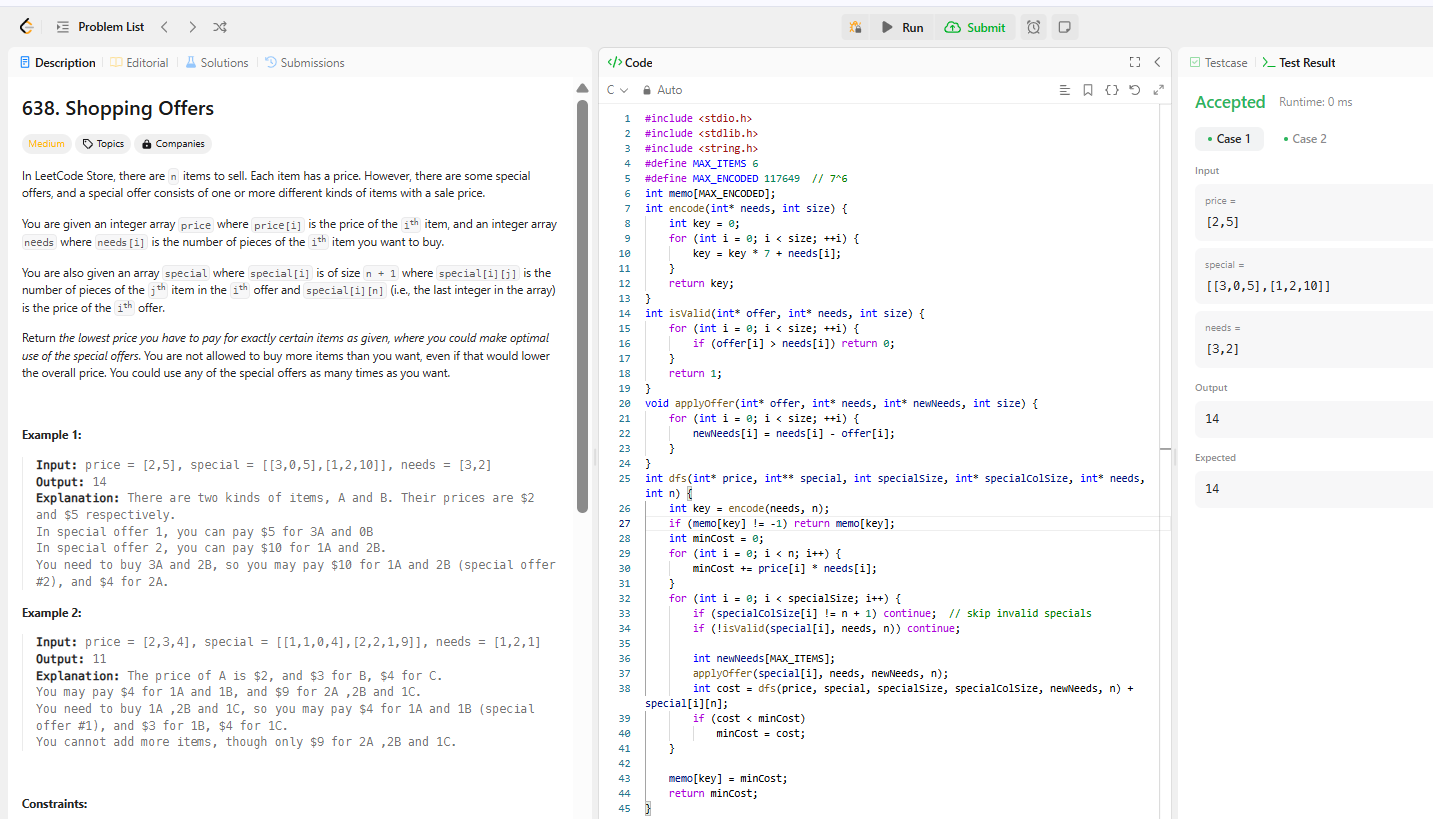 Problem List
Run
Submit
Description
Editorial
Solutions
Submissions
638. Shopping Offers
Medium
Topics
Companies
In LeetCode Store, there are n items to sell. Each item has a price. However, there are some special
offers, and a special offer consists of one or more different kinds of items with a sale price.
You are given an integer array price where price[i] is the price of the ith item, and an integer array
needs where needs[i] is the number of pieces of the ith item you want to buy.
You are also given an array special where special[i] is of size n + 1 where special[i][j] is the
number of pieces of the jth item in the ith offer and special[i][n] (i.e., the last integer in the array)
is the price of the ith offer.
Return the lowest price you have to pay for exactly certain items as given, where you could make optimal
use of the special offers. You are not allowed to buy more items than you want, even if that would lower
the overall price. You could use any of the special offers as many times as you want.
Example 1:
Input: price = [2,5], special = [[3,0,5],[1,2,10]], needs = [3,2]
Output: 14
Explanation: There are two kinds of items, A and B. Their prices are $2
and $5 respectively.
In special offer 1, you can pay $5 for 3A and 0B
In special offer 2, you can pay $10 for 1A and 2B.
You need to buy 3A and 2B, so you may pay $10 for 1A and 2B (special offer
#2), and $4 for 2A.
Example 2:
Input: price = [2,3,4], special = [[1,1,0,4],[2,2,1,9]], needs = [1,2,1]
Output: 11
Explanation: The price of A is $2, and $3 for B, $4 for C.
You may pay $4 for 1A and 1B, and $9 for 2A ,2B and 1C.
You need to buy 1A ,2B and 1C, so you may pay $4 for 1A and 1B (special
offer #1), and $3 for 1B, $4 for 1C.
You cannot add more items, though only $9 for 2A ,2B and 1C.
Constraints:
</> Code
C
Auto
1 #include <stdio.h>
2 #include <stdlib.h>
3 #include <string.h>
4 #define MAX_ITEMS 6
5 #define MAX_ENCODED 117649  // 7^6
6 int memo[MAX_ENCODED];
7 int encode(int* needs, int size) {
8     int key = 0;
9     for (int i = 0; i < size; ++i) {
10         key = key * 7 + needs[i];
11     }
12     return key;
13 }
14 int isValid(int* offer, int* needs, int size) {
15     for (int i = 0; i < size; ++i) {
16         if (offer[i] > needs[i]) return 0;
17     }
18     return 1;
19 }
20 void applyOffer(int* offer, int* needs, int* newNeeds, int size) {
21     for (int i = 0; i < size; ++i) {
22         newNeeds[i] = needs[i] - offer[i];
23     }
24 }
25 int dfs(int* price, int** special, int specialSize, int* specialColSize, int* needs,
int n) {
26     int key = encode(needs, n);
27     if (memo[key] != -1) return memo[key];
28     int minCost = 0;
29     for (int i = 0; i < n; i++) {
30         minCost += price[i] * needs[i];
31     }
32     for (int i = 0; i < specialSize; i++) {
33         if (specialColSize[i] != n + 1) continue;  // skip invalid specials
34         if (!isValid(special[i], needs, n)) continue;
35
36         int newNeeds[MAX_ITEMS];
37         applyOffer(special[i], needs, newNeeds, n);
38         int cost = dfs(price, special, specialSize, specialColSize, newNeeds, n) +
special[i][n];
39         if (cost < minCost)
40             minCost = cost;
41     }
42
43     memo[key] = minCost;
44     return minCost;
45 }
Testcase
Test Result
Accepted
Runtime: 0 ms
Case 1
Case 2
Input
price =
[2,5]
special =
[[3,0,5],[1,2,10]]
needs =
[3,2]
Output
14
Expected
14